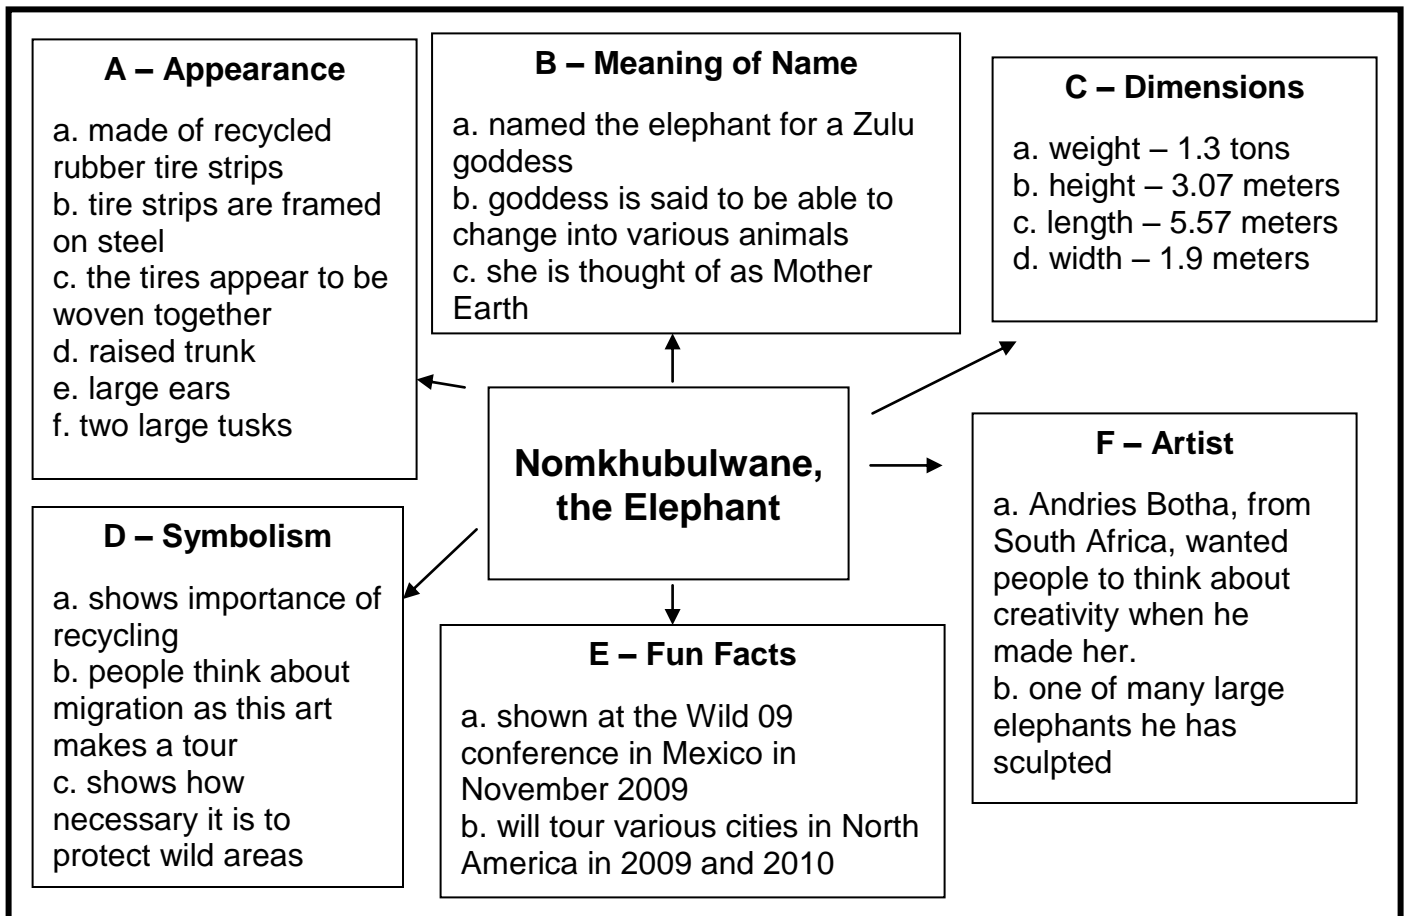 A – Appearance
a. made of recycled
rubber tire strips
b. tire strips are framed
on steel
c. the tires appear to be
woven together
d. raised trunk
e. large ears
f. two large tusks
B – Meaning of Name
a. named the elephant for a Zulu
goddess
b. goddess is said to be able to
change into various animals
c. she is thought of as Mother
Earth
C – Dimensions
a. weight – 1.3 tons
b. height – 3.07 meters
c. length – 5.57 meters
d. width – 1.9 meters
Nomkhubulwane,
the Elephant
D – Symbolism
a. shows importance of
recycling
b. people think about
migration as this art
makes a tour
c. shows how
necessary it is to
protect wild areas
E – Fun Facts
a. shown at the Wild 09
conference in Mexico in
November 2009
b. will tour various cities in North
America in 2009 and 2010
F – Artist
a. Andries Botha, from
South Africa, wanted
people to think about
creativity when he
made her.
b. one of many large
elephants he has
sculpted